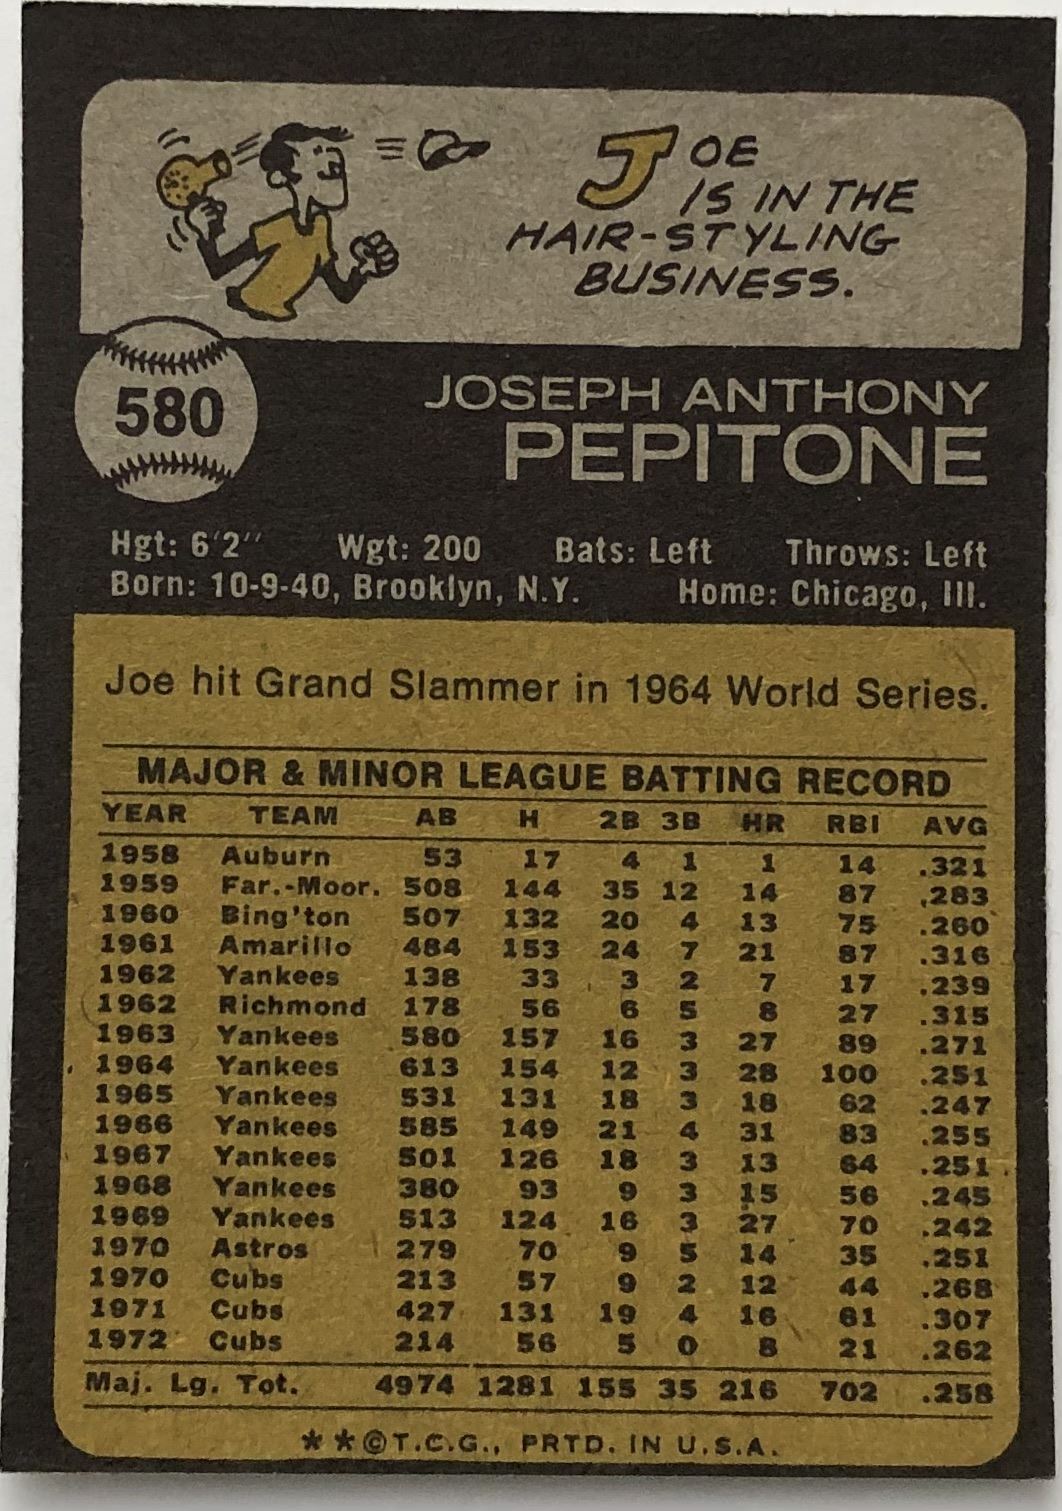 JOE
IS IN THE
HAIR-STYLING
BUSINESS.
580
JOSEPH ANTHONY
PEPITONE
Hgt: 6'2" Wgt: 200 Bats: Left Throws: Left
Born: 10-9-40, Brooklyn, N.Y. Home: Chicago, Ill.
Joe hit Grand Slammer in 1964 World Series.
MAJOR & MINOR LEAGUE BATTING RECORD
YEAR TEAM AB H 2B 3B HR RBI AVG
1958 Auburn 53 17 4 1 1 14 .321
1959 Far.-Moor. 508 144 35 12 14 87 .283
1960 Bing'ton 507 132 20 4 13 75 .260
1961 Amarillo 484 153 24 7 21 87 .316
1962 Yankees 138 33 3 2 7 17 .239
1962 Richmond 178 56 6 5 8 27 .315
1963 Yankees 580 157 16 3 27 89 .271
1964 Yankees 613 154 12 3 28 100 .251
1965 Yankees 531 131 18 3 18 62 .247
1966 Yankees 585 149 21 4 31 83 .255
1967 Yankees 501 126 18 3 13 64 .251
1968 Yankees 380 93 9 3 15 56 .245
1969 Yankees 513 124 16 3 27 70 .242
1970 Astros 279 70 9 5 14 35 .251
1970 Cubs 213 57 9 2 12 44 .268
1971 Cubs 427 131 19 4 16 61 .307
1972 Cubs 214 56 5 0 8 21 .262
Maj. Lg. Tot. 4974 1281 155 35 216 702 .258
**©T.C.G., PRTD. IN U.S.A.